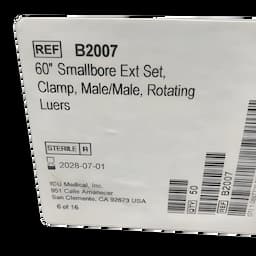 REF B2007
60" Smallbore Ext Set,
Clamp, Male/Male, Rotating
Luers
STERILE R
2028-07-01
ICU Medical, Inc.
951 Calle Amanecer
San Clemente, CA 92673 USA
6 of 16
QTY 50
REF B2007